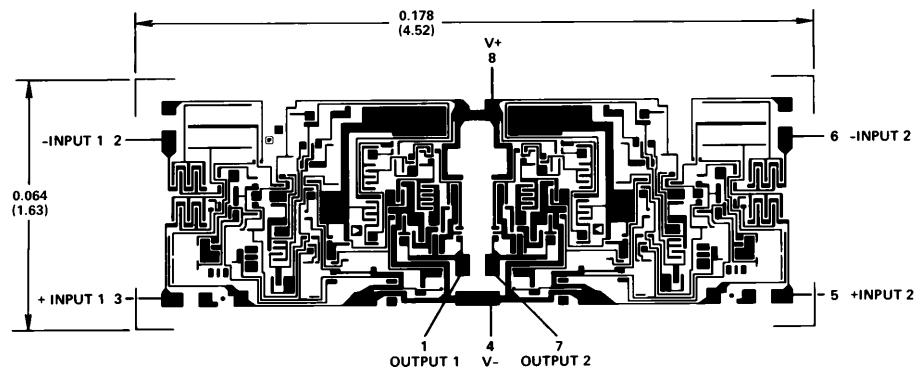 0.178
(4.52)
V+
8
-INPUT 1 2
6 -INPUT 2
0.064
(1.63)
+ INPUT 1 3
5 +INPUT 2
1
OUTPUT 1
4
V-
7
OUTPUT 2